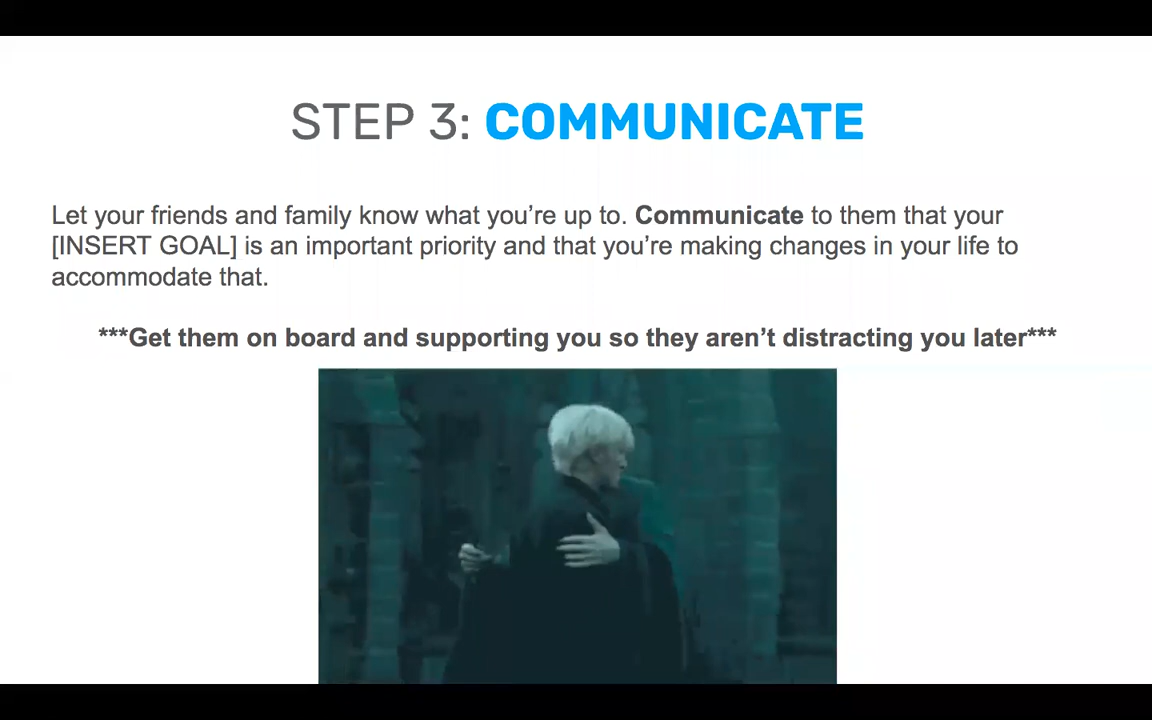 STEP 3: COMMUNICATE
Let your friends and family know what you’re up to. Communicate to them that your
[INSERT GOAL] is an important priority and that you’re making changes in your life to
accommodate that.
***Get them on board and supporting you so they aren’t distracting you later***